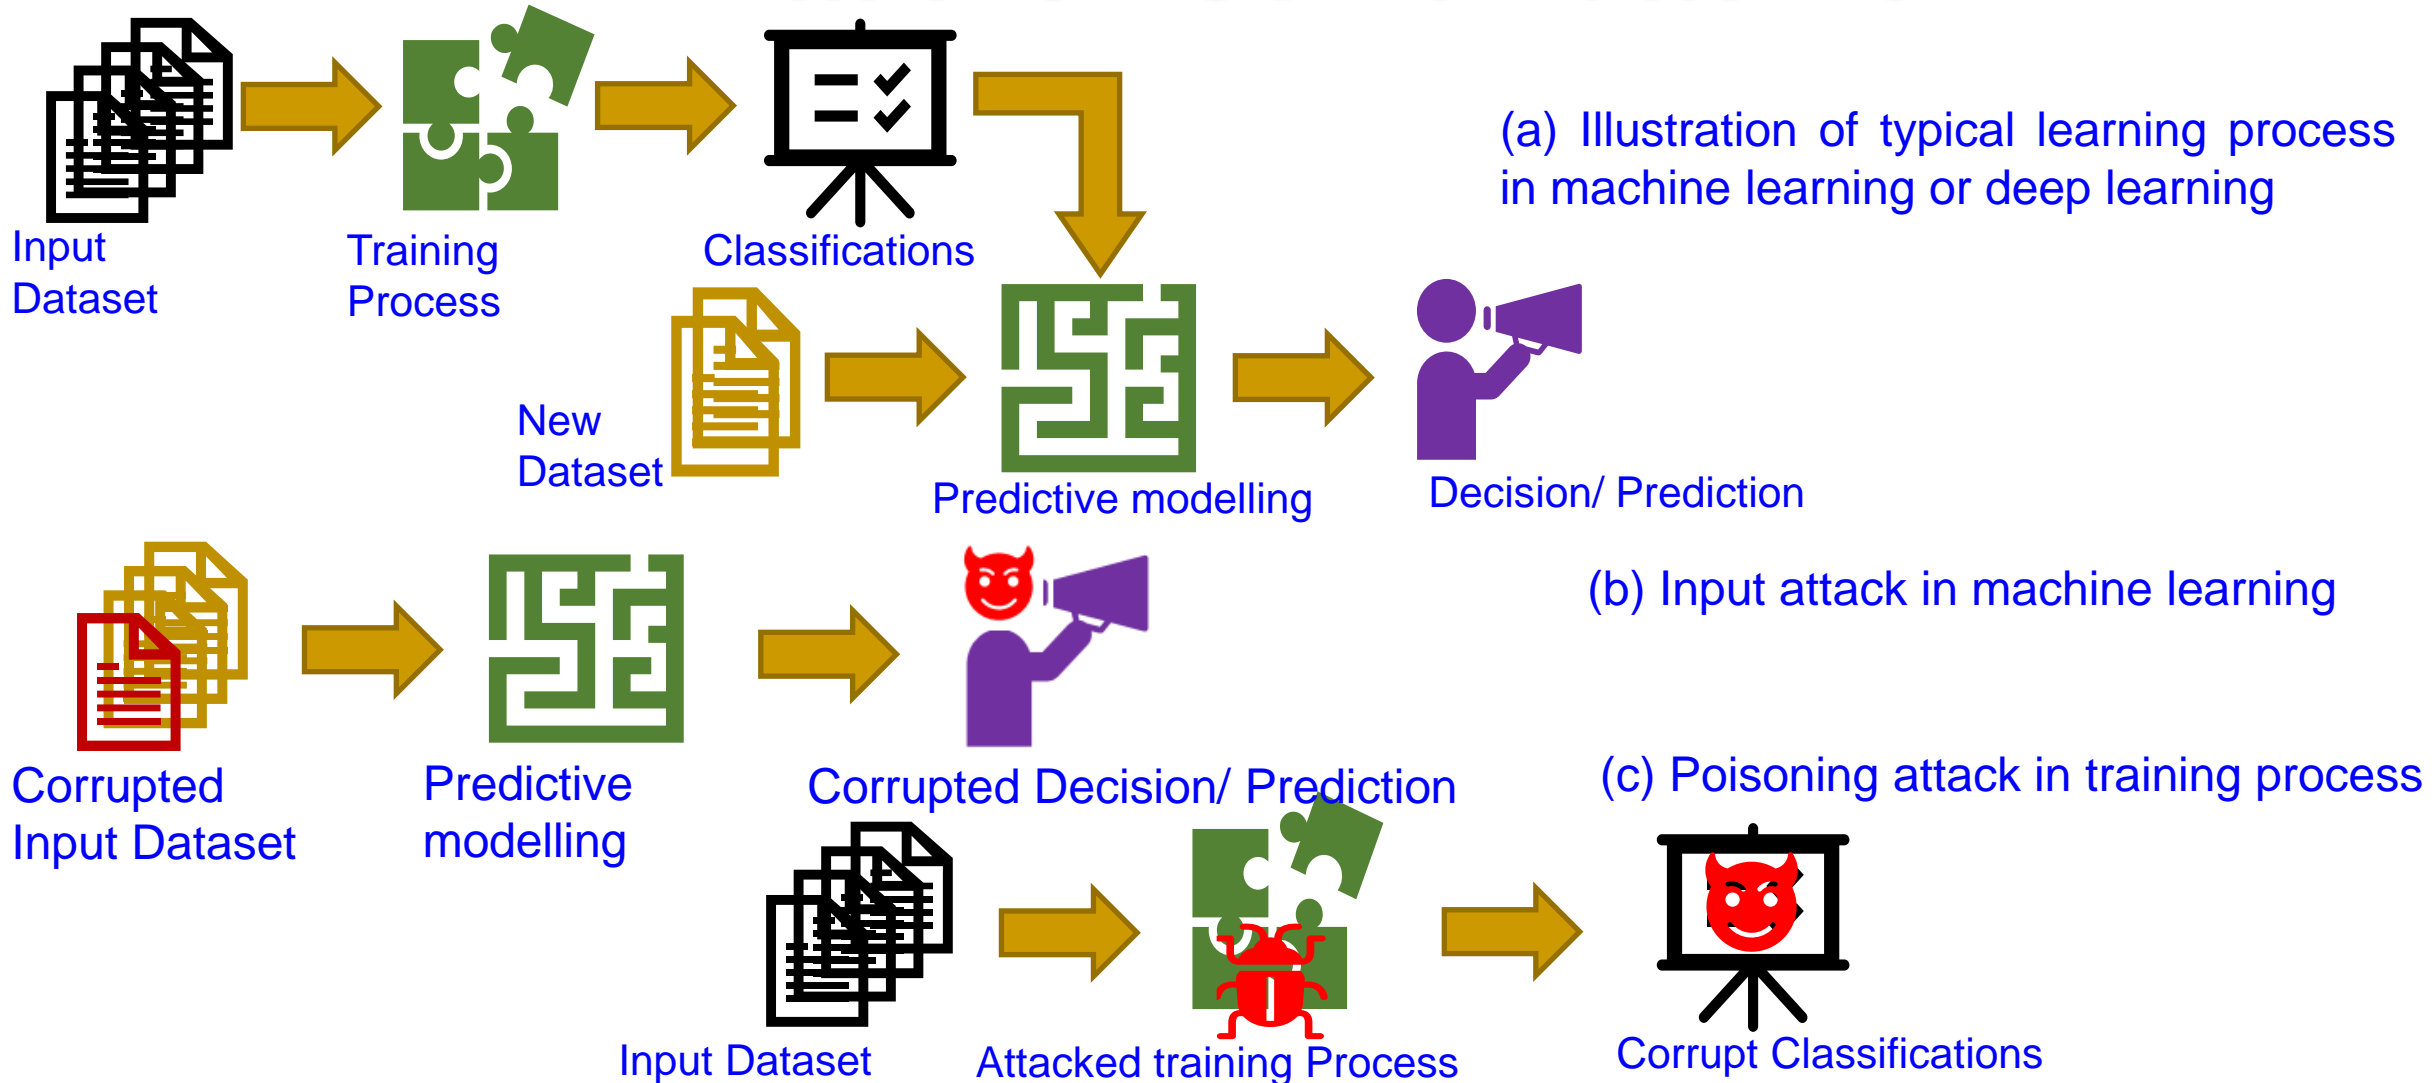 (a) Illustration of typical learning process
in machine learning or deep learning
Input
Dataset
Training
Process
Classifications
New
Dataset
Predictive modelling
Decision/ Prediction
(b) Input attack in machine learning
Corrupted
Input Dataset
Predictive
modelling
Corrupted Decision/ Prediction
(c) Poisoning attack in training process
Input Dataset
Attacked training Process
Corrupt Classifications